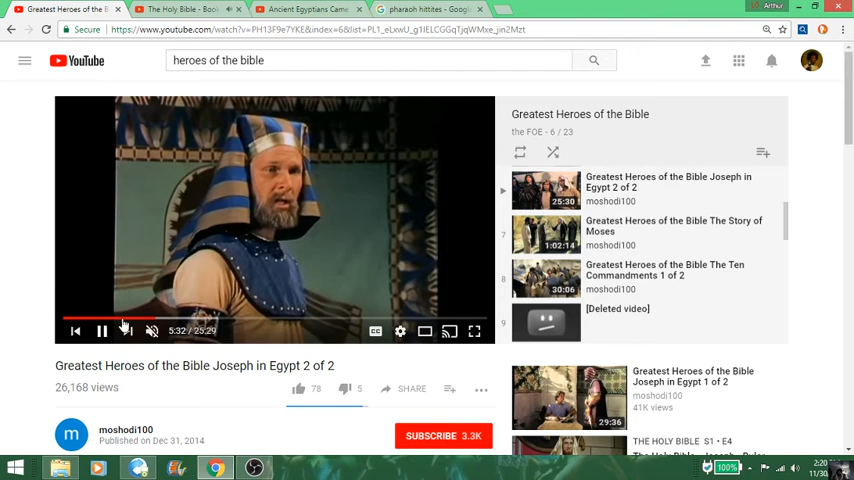 Greatest Heroes of the Bi
The Holy Bible - Book
Ancient Egyptians Came
pharaoh hittites - Google
Arthur
Secure
https://www.youtube.com/watch?v=PH13F9e7YKE&index=6&list=PL1_eLxwU_g1IELCGGqTjqWMxe_jin2Mzt
YouTube
heroes of the bible
Greatest Heroes of the Bible
the FOE - 6 / 23
Greatest Heroes of the Bible Joseph in
Egypt 2 of 2
moshodi100
25:30
7
Greatest Heroes of the Bible The Story of
Moses
moshodi100
1:02:14
8
Greatest Heroes of the Bible The Ten
Commandments 1 of 2
moshodi100
30:06
9
[Deleted video]
5:32 / 25:29
CC
Greatest Heroes of the Bible Joseph in Egypt 2 of 2
26,168 views
78
5
SHARE
m
moshodi100
Published on Dec 31, 2014
SUBSCRIBE 3.3K
Greatest Heroes of the Bible
Joseph in Egypt 1 of 2
moshodi100
41K views
29:36
THE HOLY BIBLE S1 • E4
100%
2:20
11/30